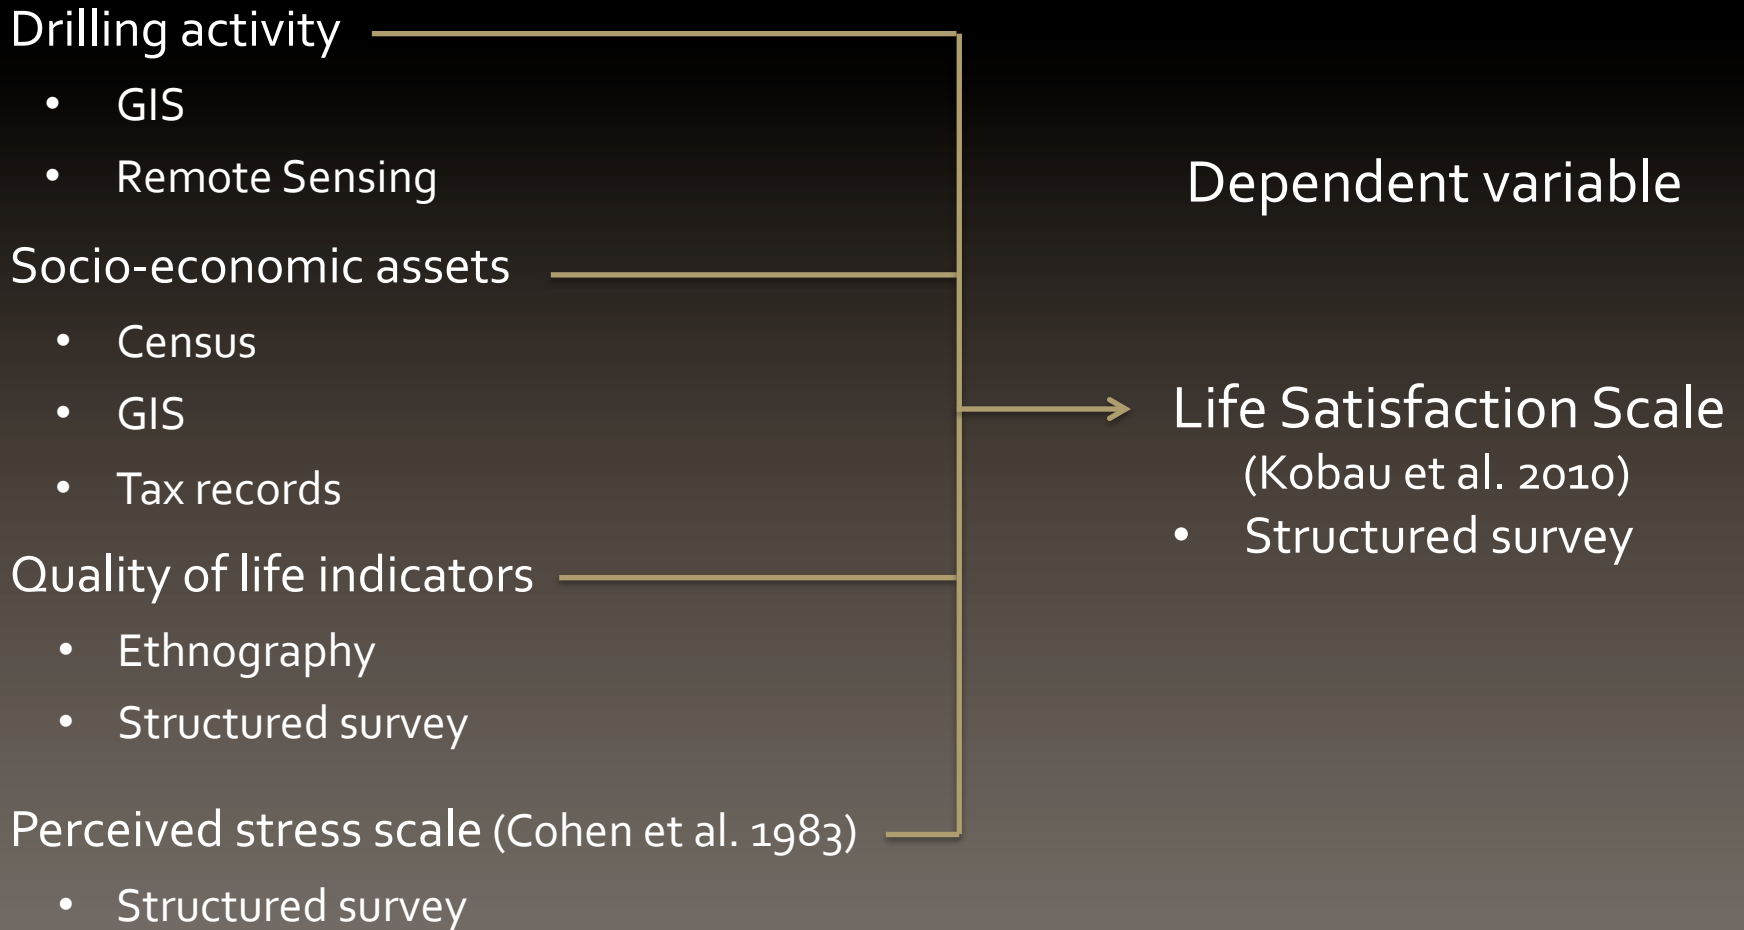 Drilling activity
• GIS
• Remote Sensing
Socio-economic assets
• Census
• GIS
• Tax records
Quality of life indicators
• Ethnography
• Structured survey
Perceived stress scale (Cohen et al. 1983)
• Structured survey
Dependent variable
Life Satisfaction Scale
(Kobau et al. 2010)
• Structured survey